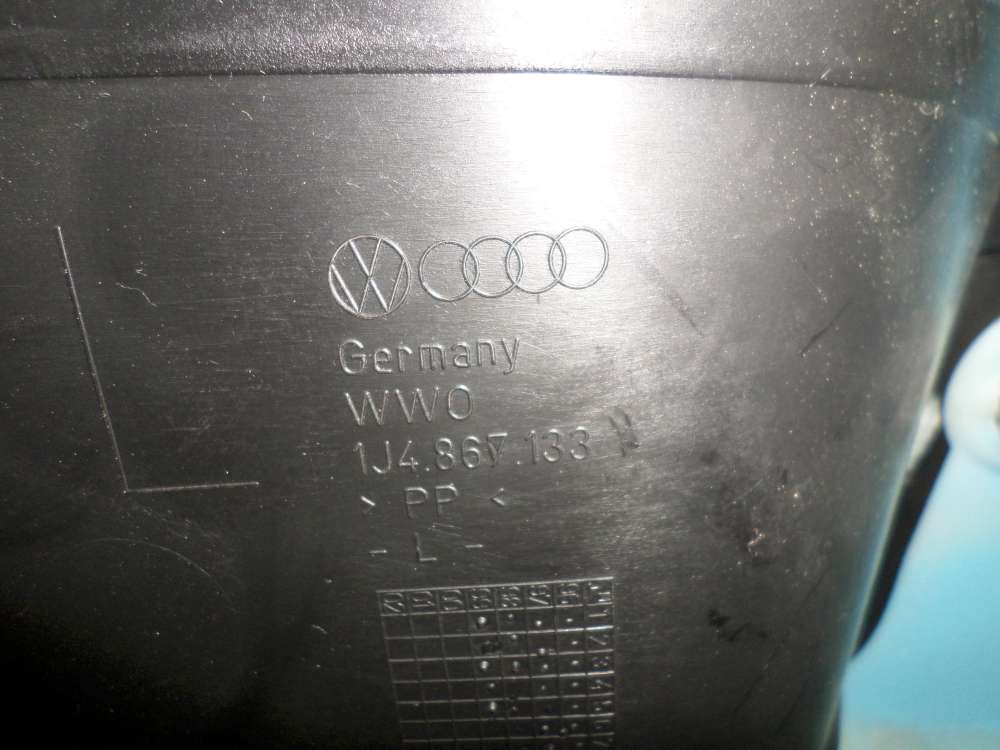 Germany
WWO
1J4.867.133
> PP <
- L -